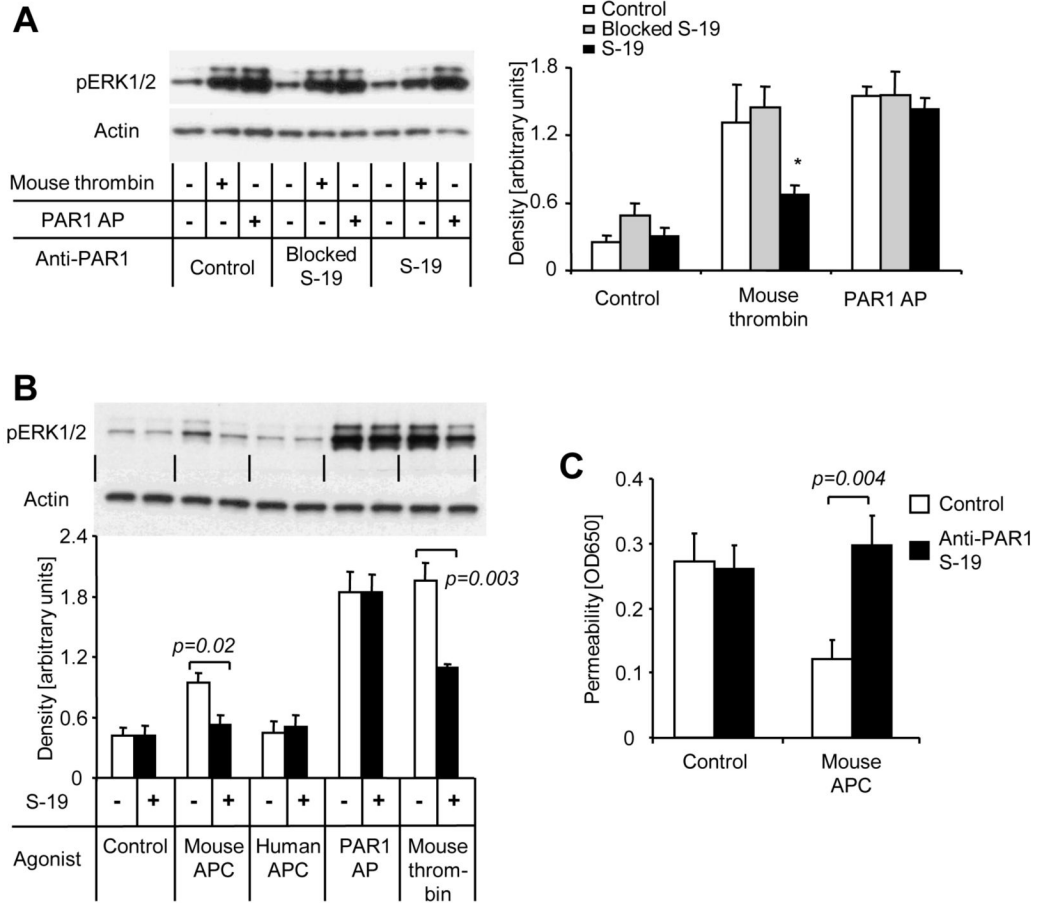 A
pERK1/2
Actin
Mouse thrombin - + - - + - - + -
PAR1 AP - - + - - + - - +
Anti-PAR1 Control Blocked S-19 S-19
Control
Blocked S-19
S-19
Density [arbitrary units]
1.8
1.2
0.6
0
*
Control Mouse thrombin PAR1 AP
B
pERK1/2
Actin
Density [arbitrary units]
2.4
1.8
1.2
0.6
0
p=0.02
p=0.003
S-19 - + - + - + - + - +
Agonist Control Mouse APC Human APC PAR1 AP Mouse throm-bin
C
Permeability [OD650]
0.4
0.3
0.2
0.1
0
p=0.004
Control
Anti-PAR1
S-19
Control Mouse APC